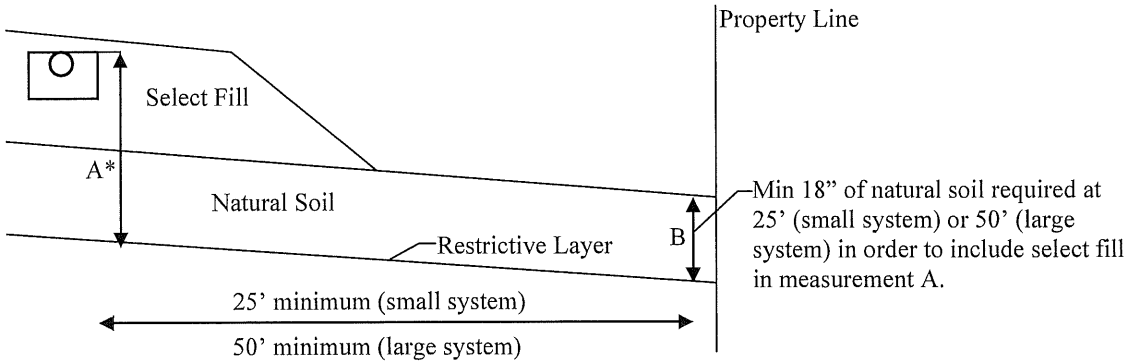 Property Line
Select Fill
A*
Natural Soil
Min 18” of natural soil required at
25’ (small system) or 50’ (large
system) in order to include select fill
in measurement A.
B
Restrictive Layer
25’ minimum (small system)
50’ minimum (large system)